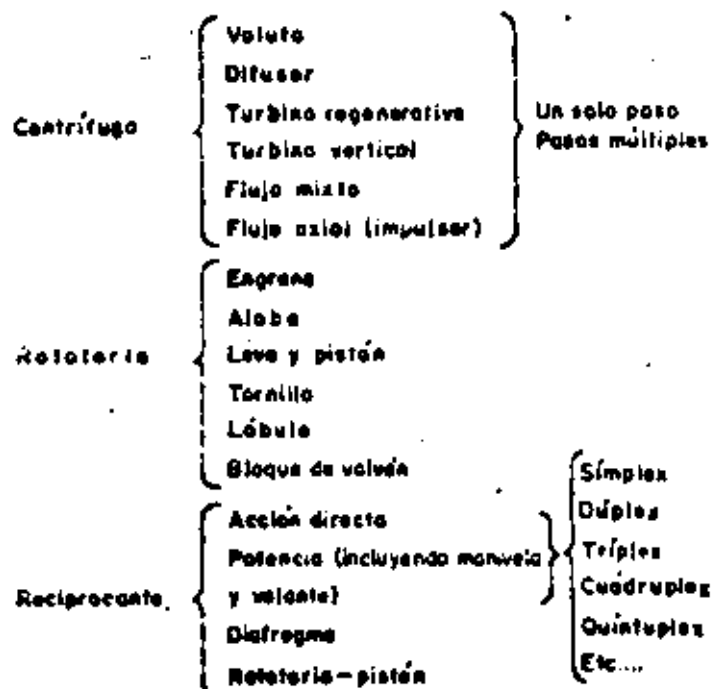 Centrífuga
Voluta
Difusor
Turbina regenerativa
Turbina vertical
Flujo mixto
Flujo axial (impulsor)
Un solo paso
Pasos múltiples
Rotatoria
Engrane
Alabe
Leva y pistón
Tornillo
Lóbulo
Bloque de vaivén
Reciprocante
Acción directa
Potencia (incluyendo manivela
y volante)
Diafragma
Rotatoria-pistón
Símplex
Dúplex
Tríplex
Cuádruplex
Quíntuplex
Etc....